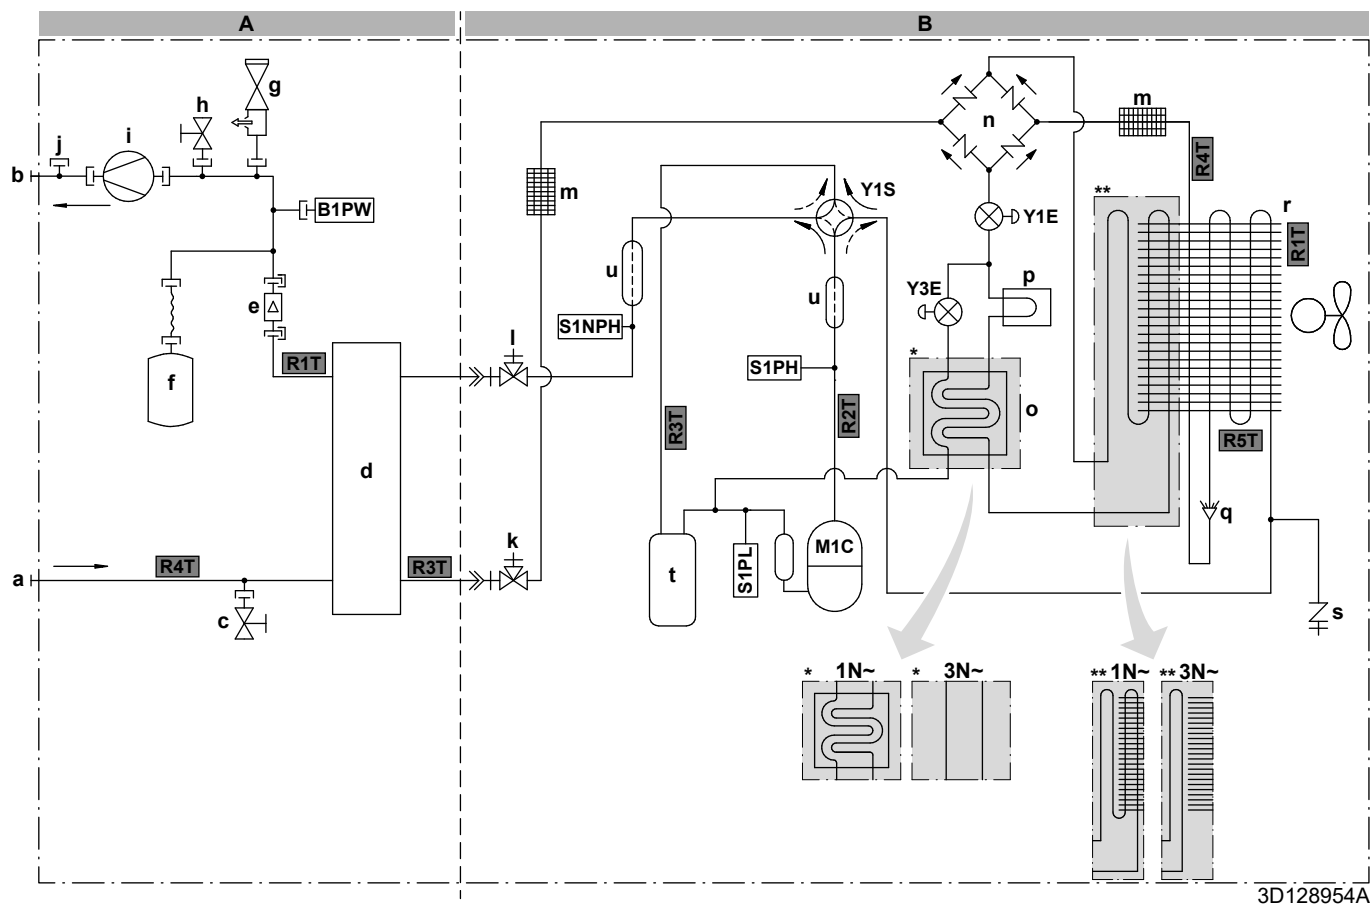 A
B
g
h
j
i
b
B1PW
e
R1T
f
d
R4T
a
c
R3T
m
u
S1NPH
l
k
R3T
t
S1PL
M1C
R2T
S1PH
u
Y1S
n
Y1E
Y3E
p
*
o
m
R4T
**
r
R1T
R5T
q
s
* 1N~
* 3N~
** 1N~
** 3N~
3D128954A